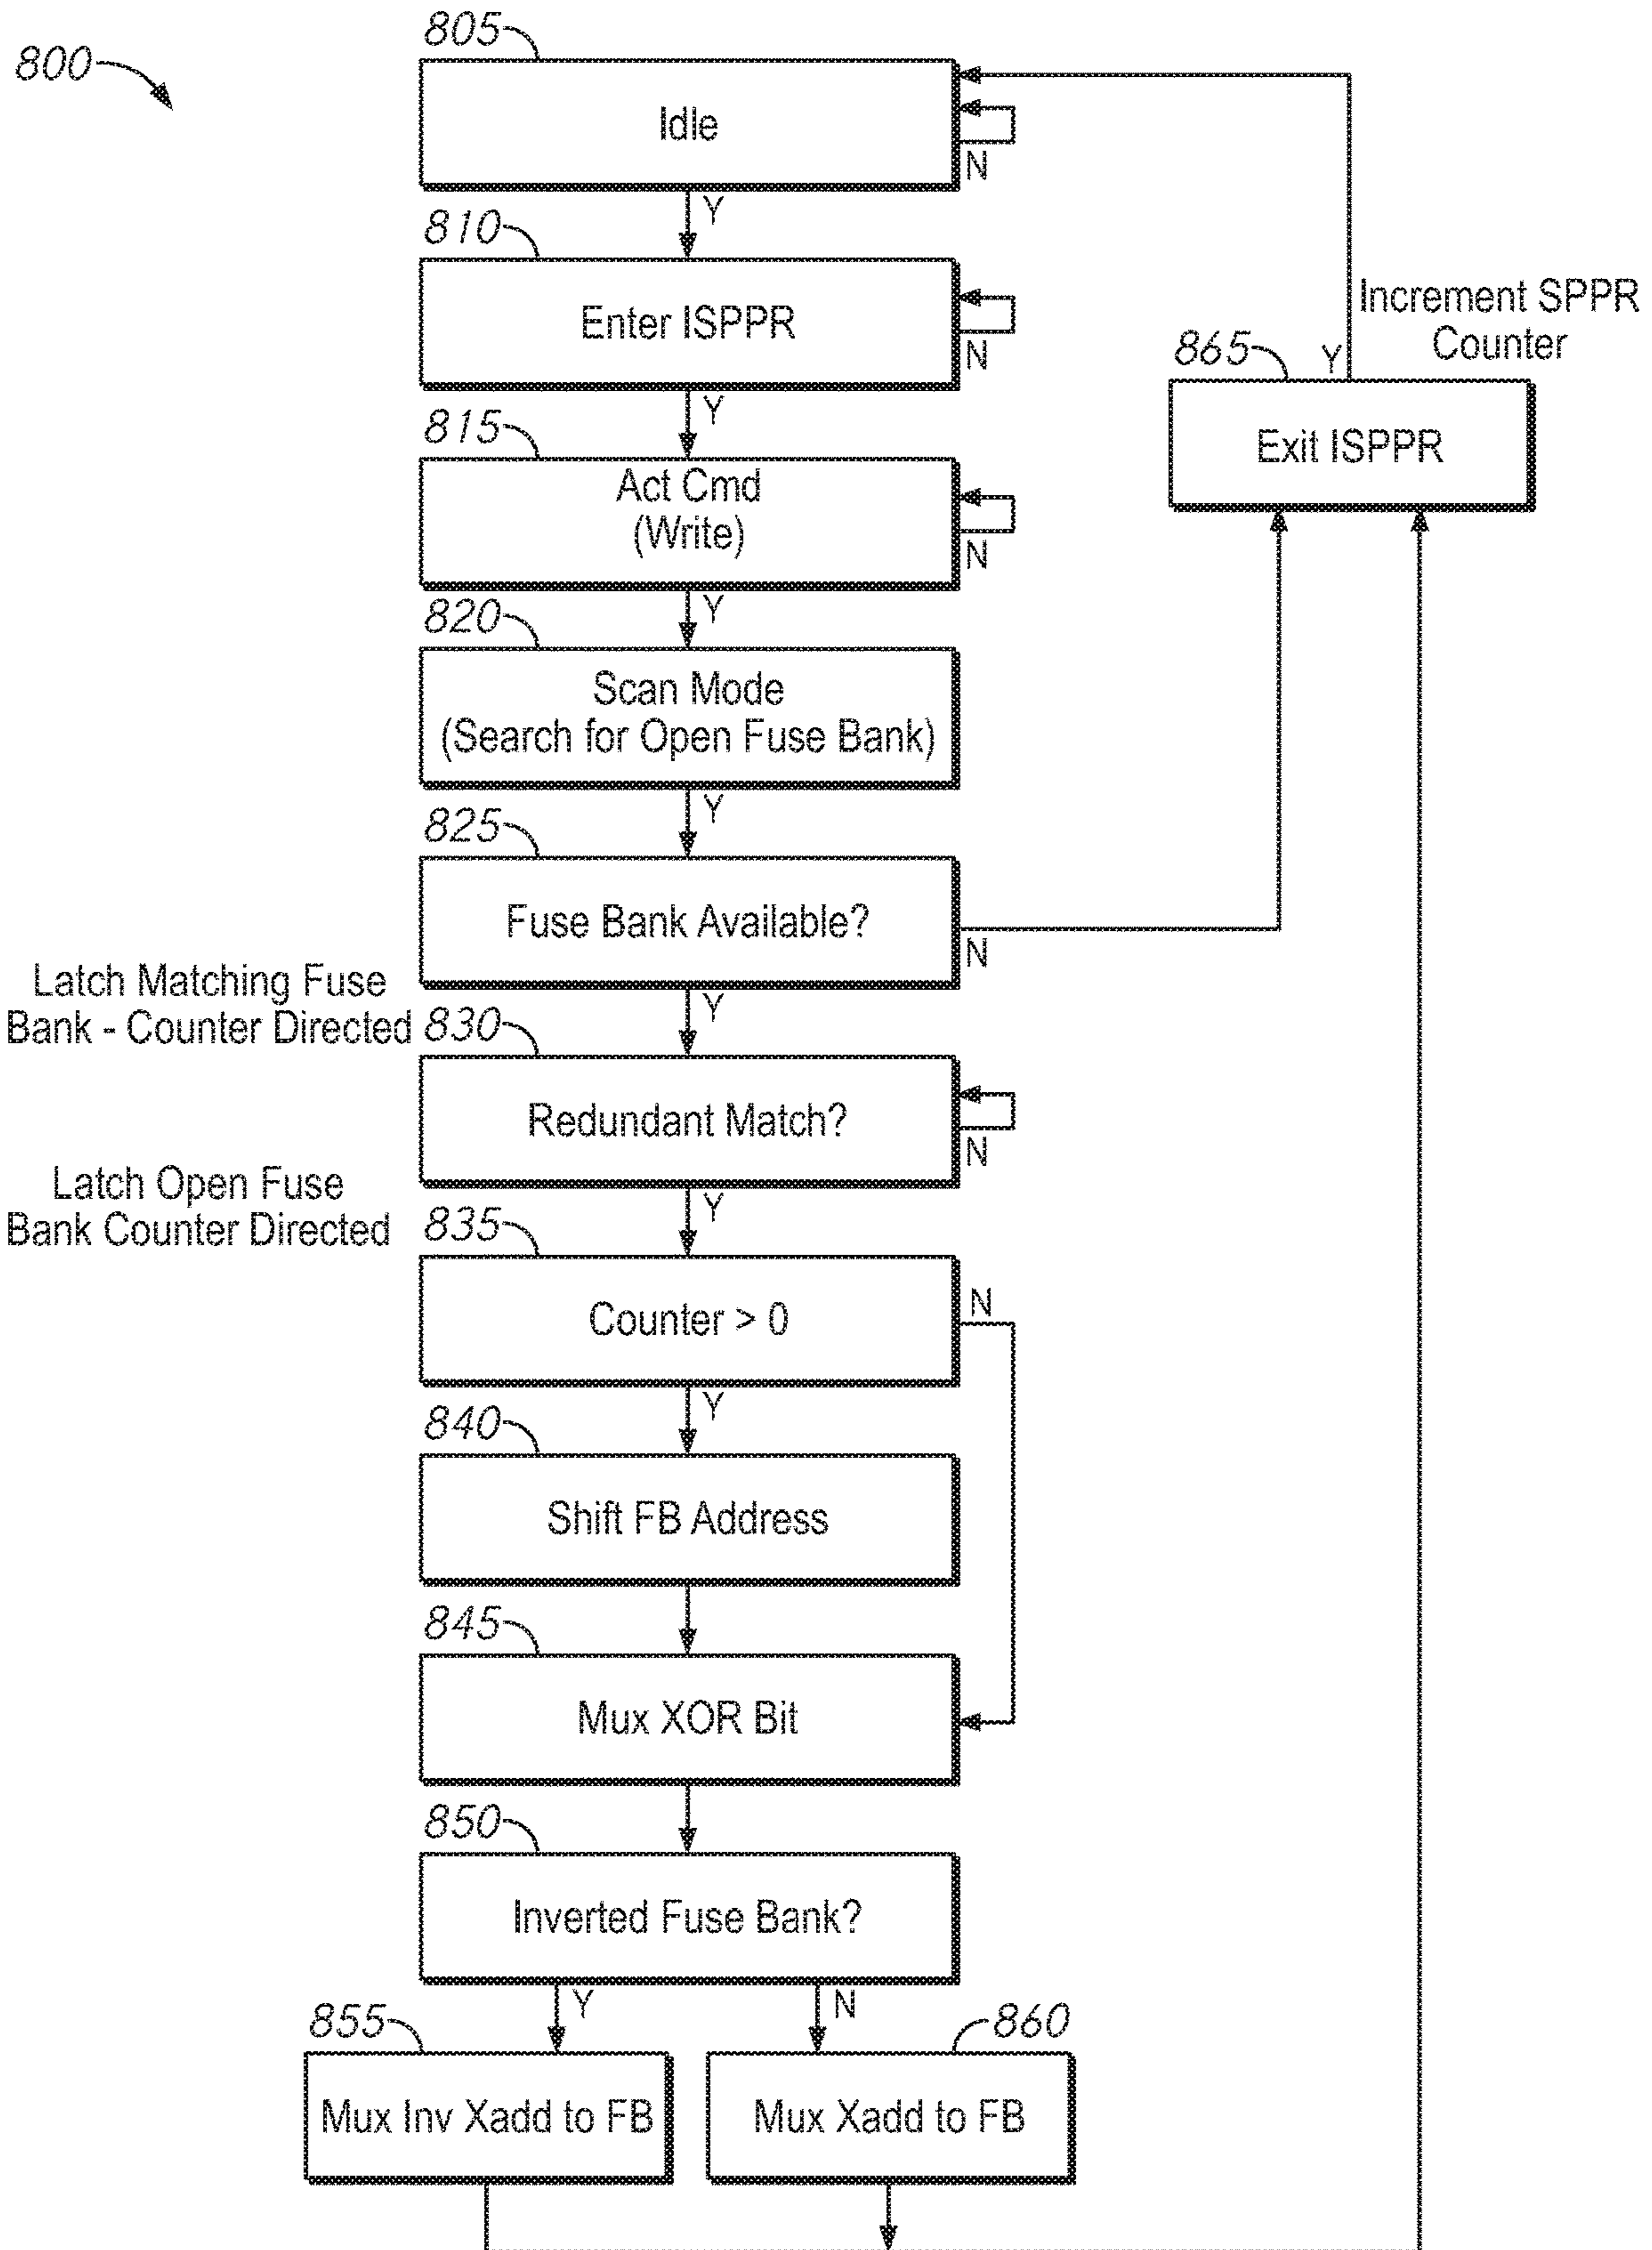 800
805
Idle
N
Y
810
Enter ISPPR
N
Y
Increment SPPR
Counter
865
Y
Exit ISPPR
815
Act Cmd
(Write)
N
Y
820
Scan Mode
(Search for Open Fuse Bank)
Y
825
Fuse Bank Available?
N
Y
Latch Matching Fuse
Bank - Counter Directed
830
Redundant Match?
N
Y
Latch Open Fuse
Bank Counter Directed
835
Counter > 0
N
Y
840
Shift FB Address
845
Mux XOR Bit
850
Inverted Fuse Bank?
Y
N
855
Mux Inv Xadd to FB
860
Mux Xadd to FB